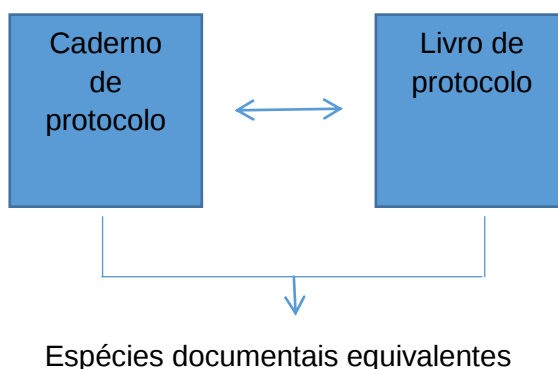 Caderno
de
protocolo
Livro de
protocolo
Espécies documentais equivalentes